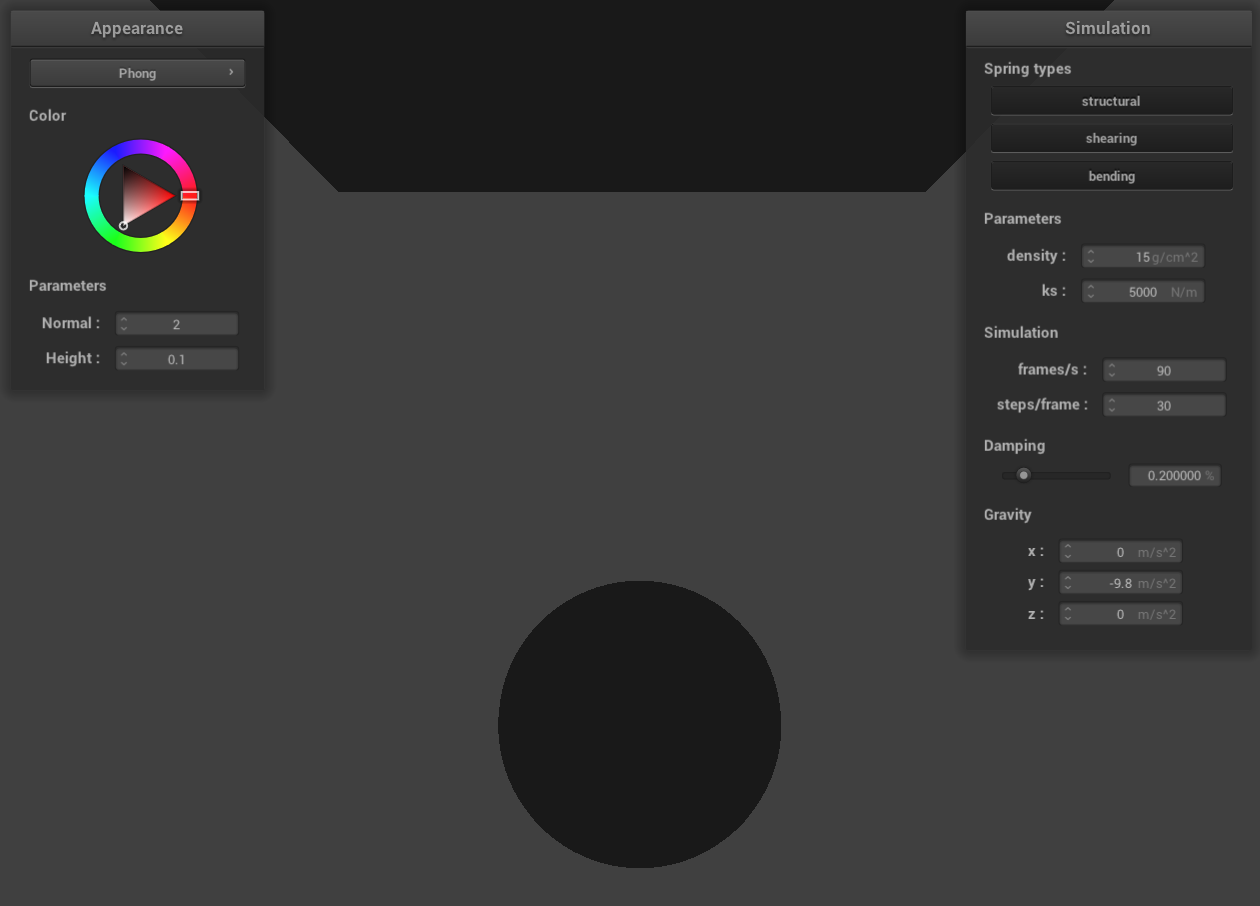 Appearance
Phong
Color
Parameters
Normal : 2
Height : 0.1
Simulation
Spring types
structural
shearing
bending
Parameters
density : 15 g/cm^2
ks : 5000 N/m
Simulation
frames/s : 90
steps/frame : 30
Damping
0.200000 %
Gravity
x : 0 m/s^2
y : -9.8 m/s^2
z : 0 m/s^2